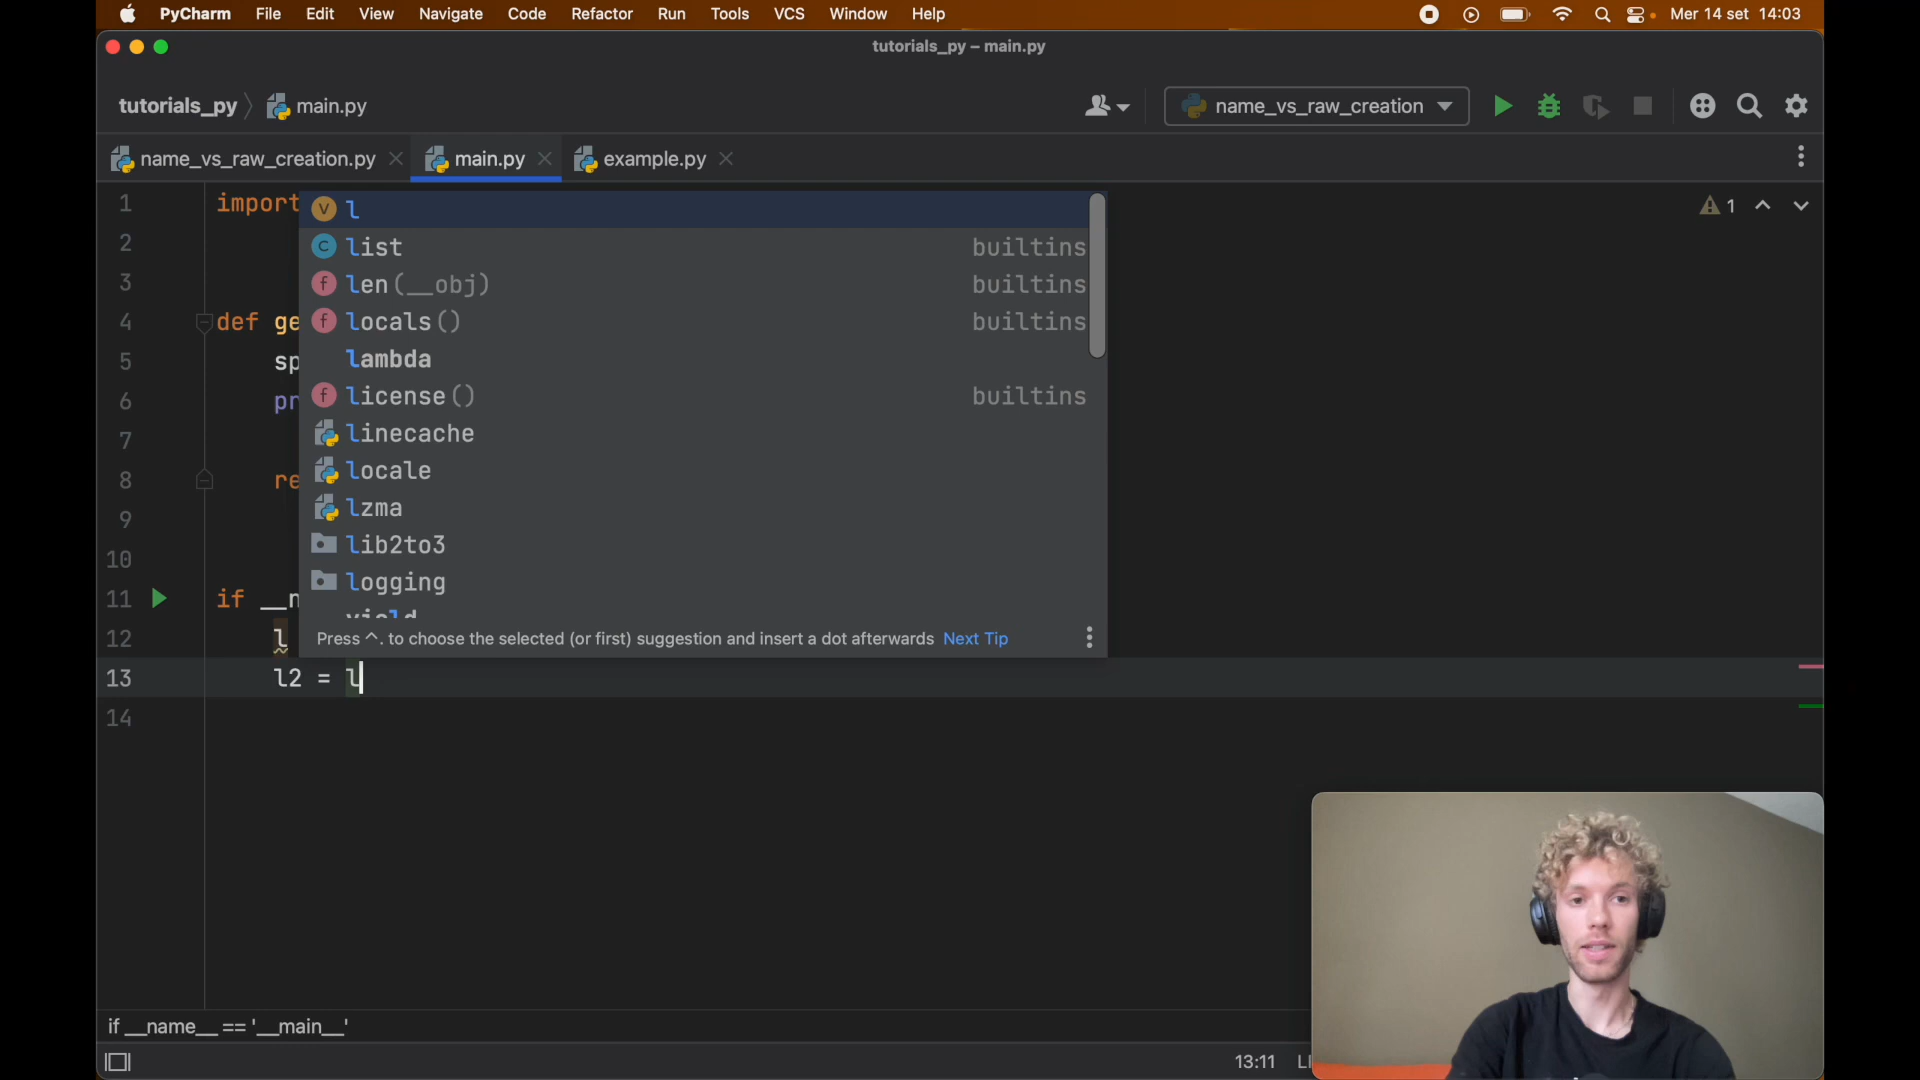 PyCharm File Edit View Navigate Code Refactor Run Tools VCS Window Help Mer 14 set 14:03
tutorials_py – main.py
tutorials_py main.py name_vs_raw_creation
name_vs_raw_creation.py main.py example.py
1 import
V l
1
2
C list builtins
3
f len(__obj) builtins
4 def ge
f locals() builtins
5 sp
lambda
6 pr
f license() builtins
7
linecache
8 re
locale
9
lzma
10
lib2to3
11 if __n
logging
yield
12 l
Press ^. to choose the selected (or first) suggestion and insert a dot afterwards Next Tip
13 l2 = l
14
if __name__ == '__main__'
13:11 LI